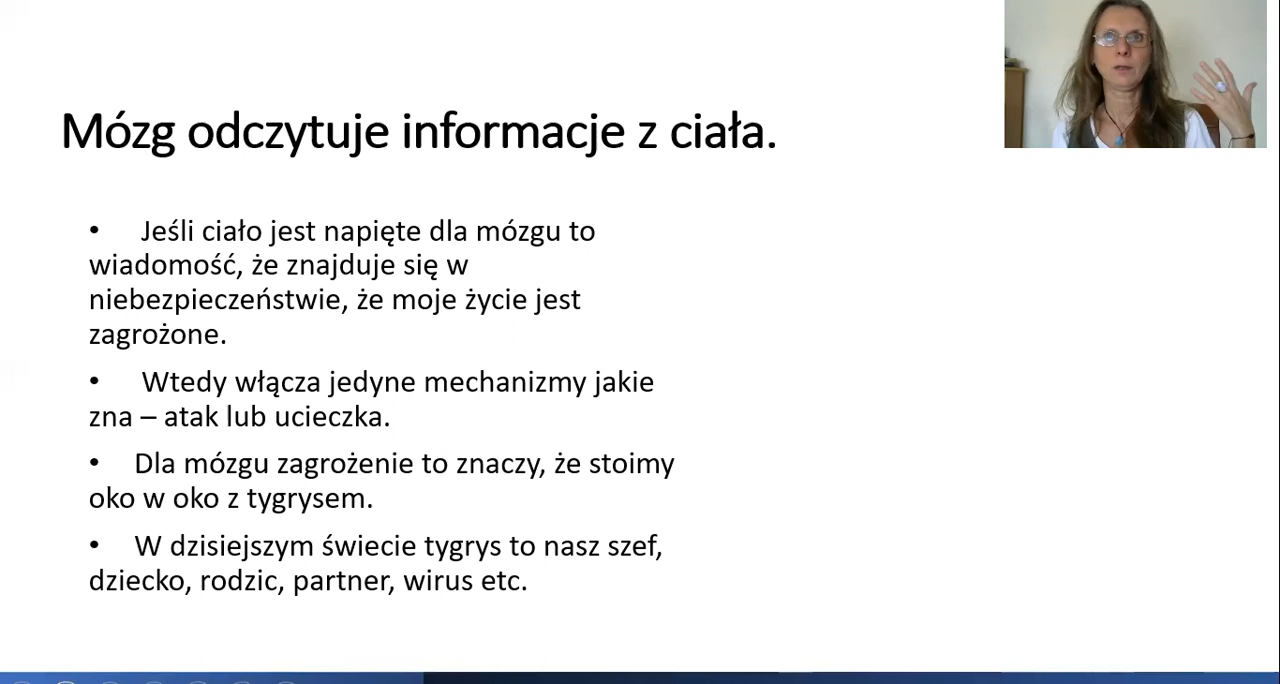 Mózg odczytuje informacje z ciała.
• Jeśli ciało jest napięte dla mózgu to
wiadomość, że znajduje się w
niebezpieczeństwie, że moje życie jest
zagrożone.
• Wtedy włącza jedyne mechanizmy jakie
zna – atak lub ucieczka.
• Dla mózgu zagrożenie to znaczy, że stoimy
oko w oko z tygrysem.
• W dzisiejszym świecie tygrys to nasz szef,
dziecko, rodzic, partner, wirus etc.